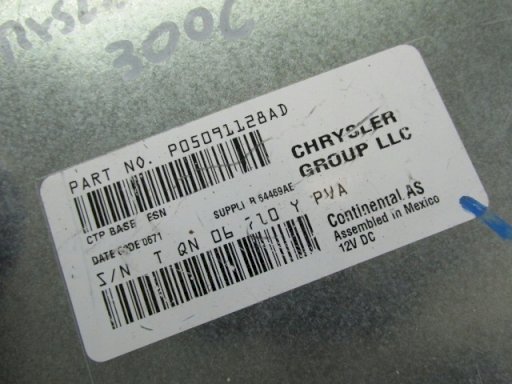 300C
PART NO. P05091128AD
CHRYSLER
GROUP LLC
CTP BASE ESN
SUPPLI R 64469AE
DATE CODE 0671
S/N T QN 06 710 Y PVA
Continental AS
Assembled in Mexico
12V DC